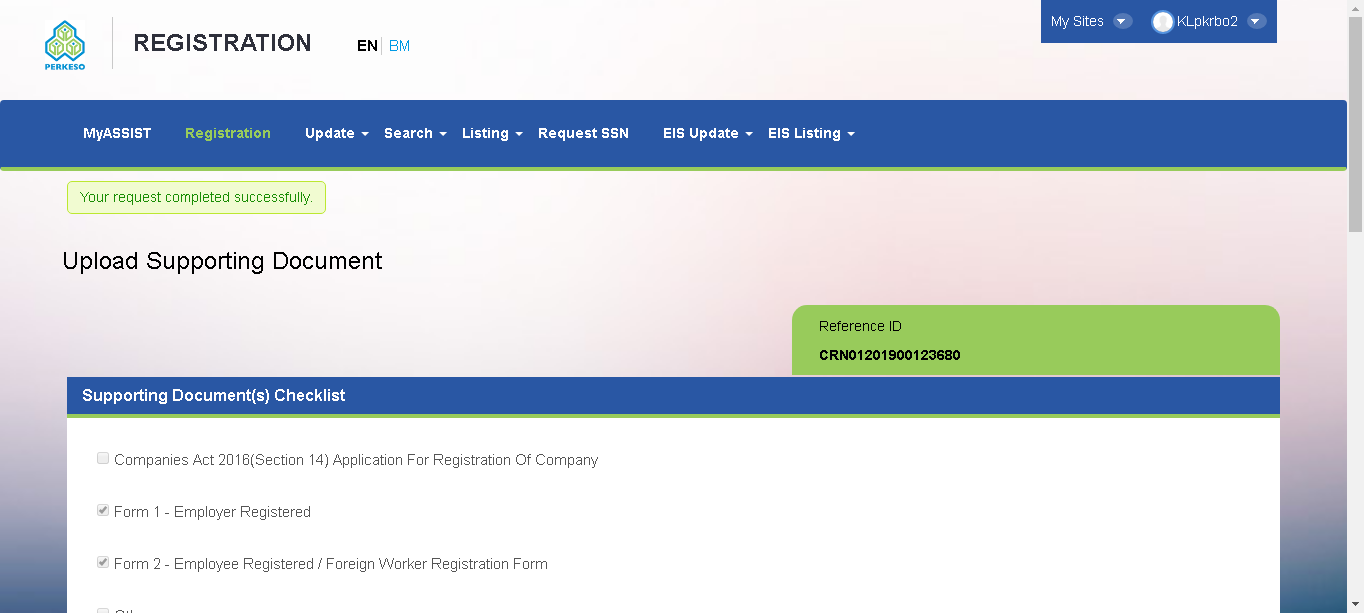 My Sites
KLpkrbo2
PERKESO
REGISTRATION
EN BM
MyASSIST Registration Update Search Listing Request SSN EIS Update EIS Listing
Your request completed successfully.
Upload Supporting Document
Reference ID
CRN01201900123680
Supporting Document(s) Checklist
Companies Act 2016(Section 14) Application For Registration Of Company
Form 1 - Employer Registered
Form 2 - Employee Registered / Foreign Worker Registration Form